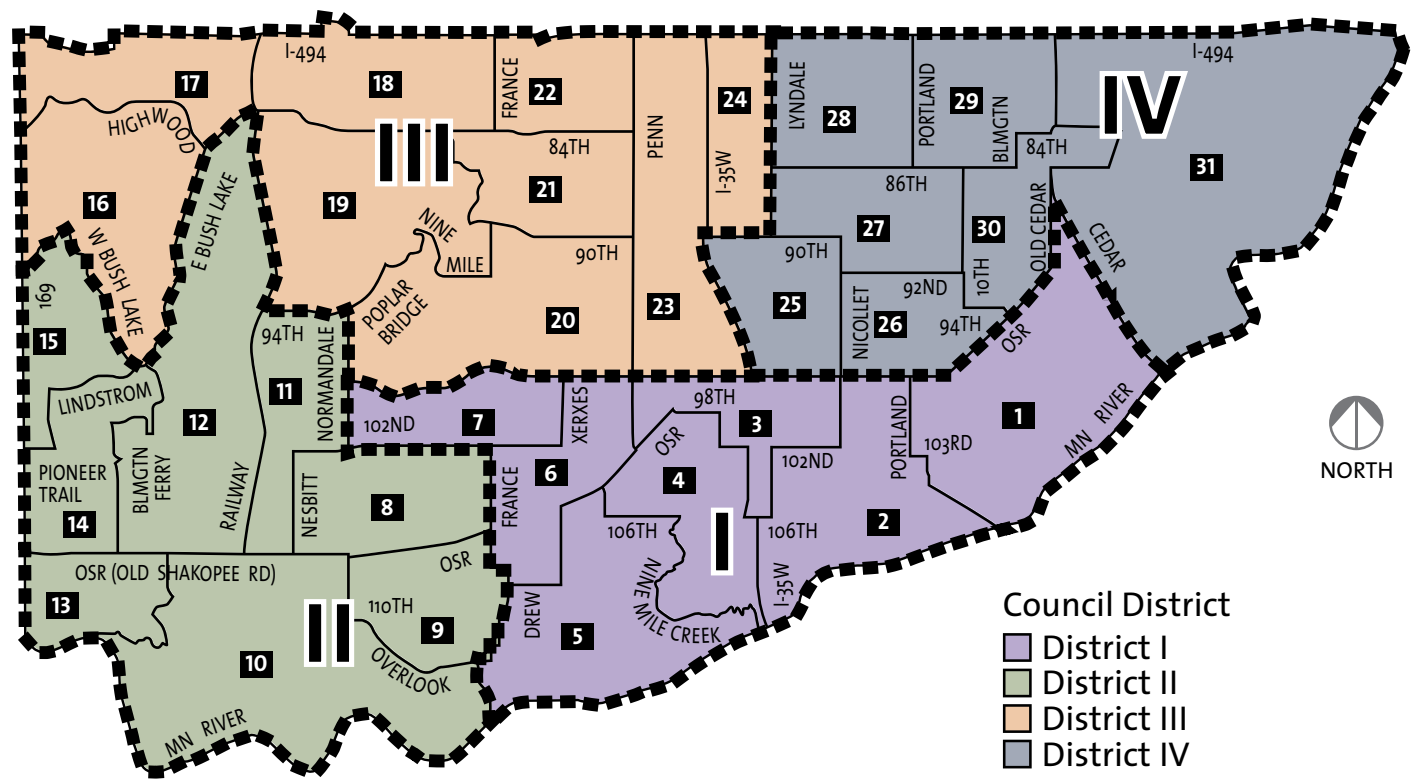 I-494
I-494
17
18
FRANCE
22
PENN
24
LYNDALE
28
PORTLAND
29
BLMGTN
IV
HIGHWOOD
III
84TH
84TH
I-35W
86TH
31
16
E BUSH LAKE
19
21
NINE
MILE
90TH
90TH
27
30
OLD CEDAR
CEDAR
W BUSH LAKE
169
15
POPLAR
BRIDGE
20
23
25
NICOLLET
92ND
26
10TH
94TH
OSR
94TH
11
NORMANDALE
LINDSTROM
12
7
102ND
XERXES
98TH
3
1
MN RIVER
NORTH
PIONEER
TRAIL
14
BLMGTN
FERRY
RAILWAY
NESBITT
8
FRANCE
6
OSR
4
102ND
PORTLAND
103RD
2
OSR
106TH
I
106TH
OSR (OLD SHAKOPEE RD)
13
II
110TH
9
DREW
5
NINE MILE CREEK
I-35W
10
OVERLOOK
MN RIVER
Council District
District I
District II
District III
District IV